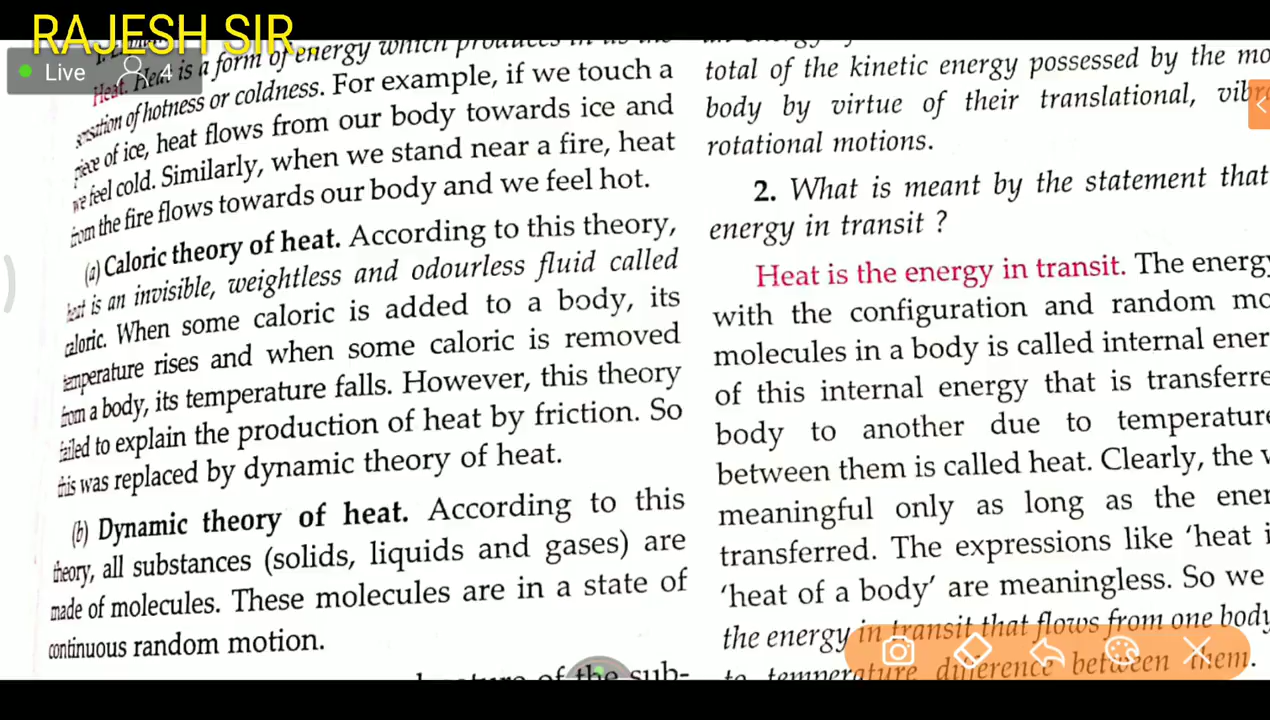 RAJESH SIR..
Live 4
Heat. Heat is a form of energy which produces in us the
sensation of hotness or coldness. For example, if we touch a
piece of ice, heat flows from our body towards ice and
we feel cold. Similarly, when we stand near a fire, heat
from the fire flows towards our body and we feel hot.
(a) Caloric theory of heat. According to this theory,
heat is an invisible, weightless and odourless fluid called
caloric. When some caloric is added to a body, its
temperature rises and when some caloric is removed
from a body, its temperature falls. However, this theory
failed to explain the production of heat by friction. So
this was replaced by dynamic theory of heat.
(b) Dynamic theory of heat. According to this
theory, all substances (solids, liquids and gases) are
made of molecules. These molecules are in a state of
continuous random motion.
of the sub-
total of the kinetic energy possessed by the mo
body by virtue of their translational, vibr
rotational motions.
2. What is meant by the statement that
energy in transit ?
Heat is the energy in transit. The energy
with the configuration and random mo
molecules in a body is called internal ener
of this internal energy that is transferre
body to another due to temperature
between them is called heat. Clearly, the
meaningful only as long as the ener
transferred. The expressions like 'heat i
'heat of a body' are meaningless. So we
the energy in transit that flows from one body
to temperature difference between them.